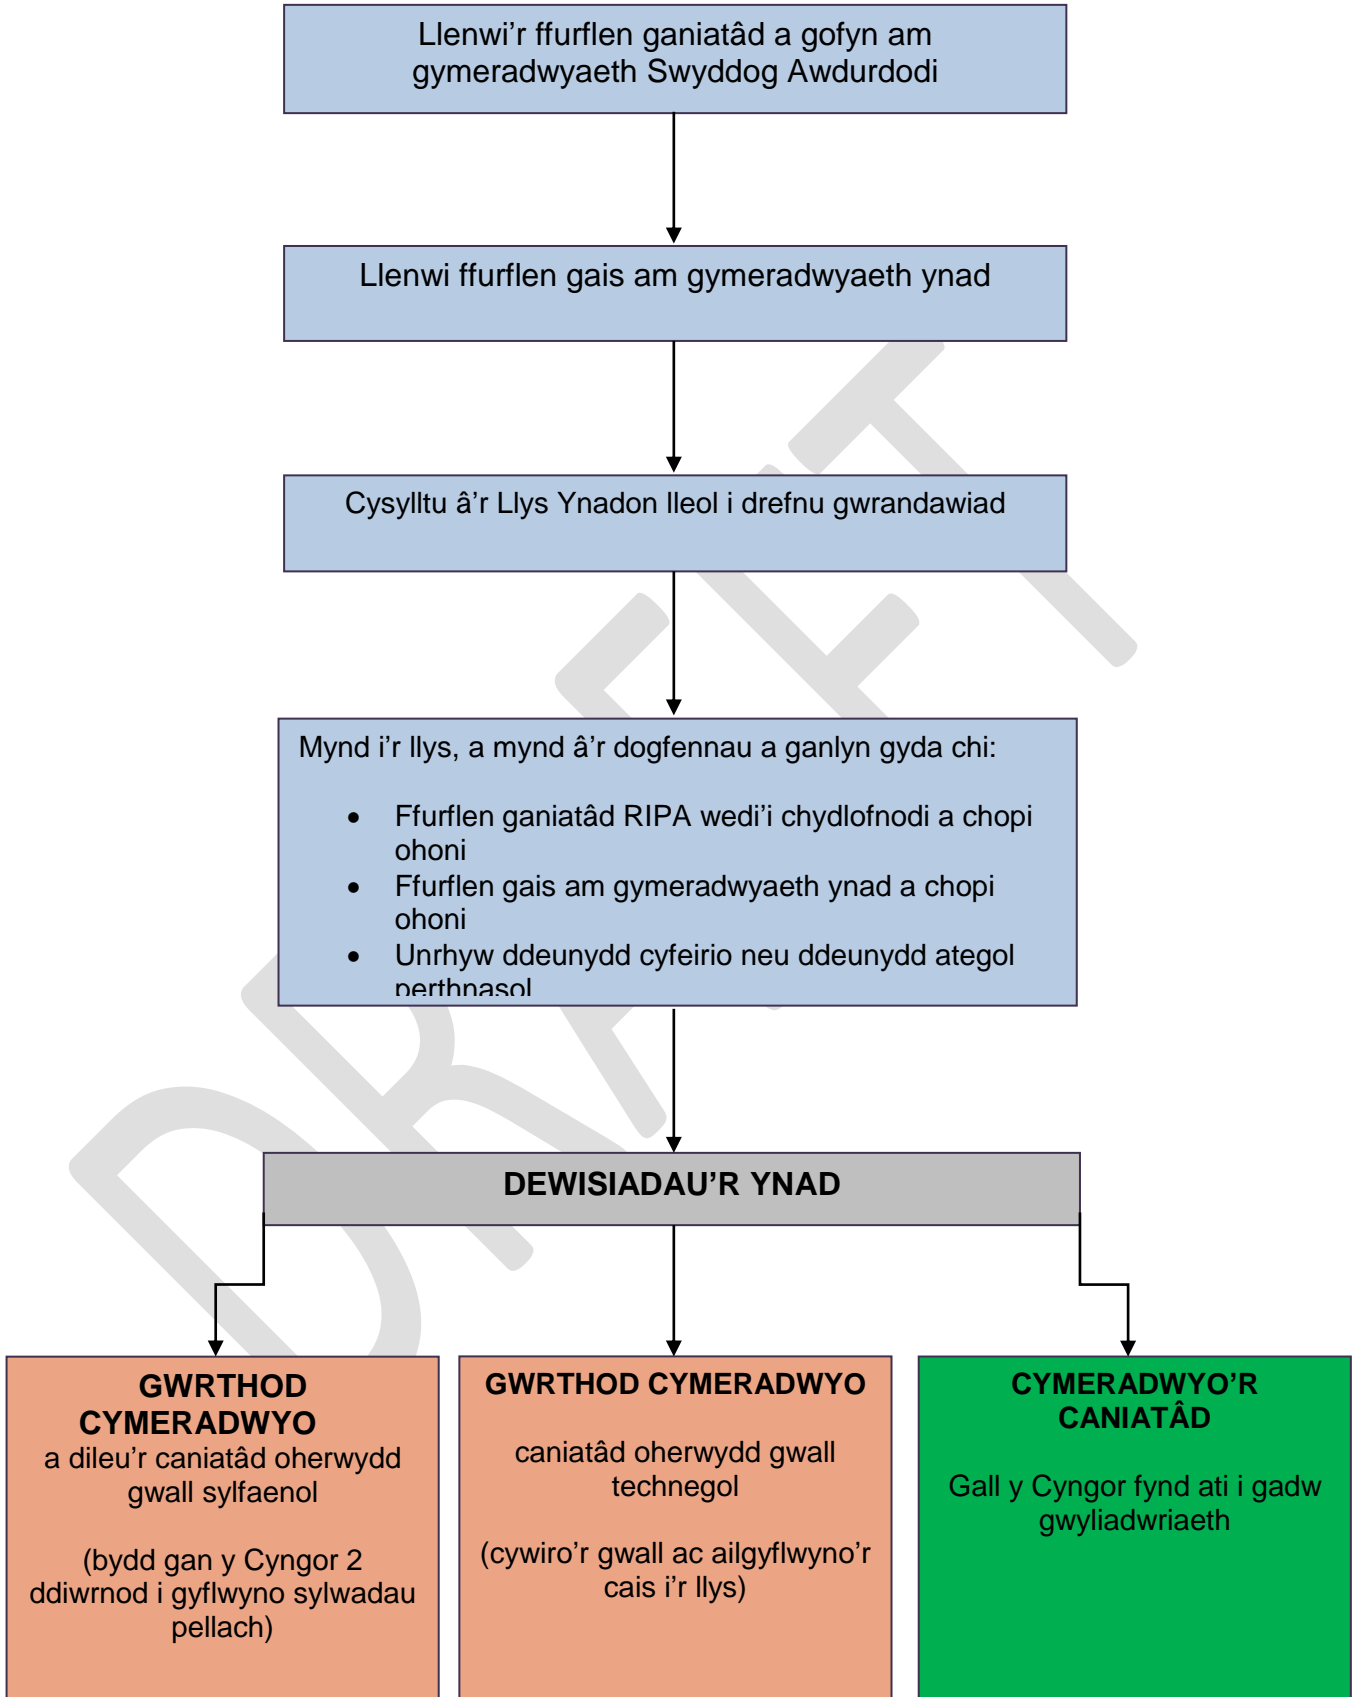 Llenwi’r ffurflen ganiatâd a gofyn am
gymeradwyaeth Swyddog Awdurdodi
Llenwi ffurflen gais am gymeradwyaeth ynad
Cysylltu â’r Llys Ynadon lleol i drefnu gwrandawiad
Mynd i’r llys, a mynd â’r dogfennau a ganlyn gyda chi:
• Ffurflen ganiatâd RIPA wedi’i chydlofnodi a chopi
ohoni
• Ffurflen gais am gymeradwyaeth ynad a chopi
ohoni
• Unrhyw ddeunydd cyfeirio neu ddeunydd ategol
perthnasol
DEWISIADAU’R YNAD
GWRTHOD
CYMERADWYO
a dileu’r caniatâd oherwydd
gwall sylfaenol
(bydd gan y Cyngor 2
ddiwrnod i gyflwyno sylwadau
pellach)
GWRTHOD CYMERADWYO
caniatâd oherwydd gwall
technegol
(cywiro’r gwall ac ailgyflwyno’r
cais i’r llys)
CYMERADWYO’R
CANIATÂD
Gall y Cyngor fynd ati i gadw
gwyliadwriaeth
DRAFT